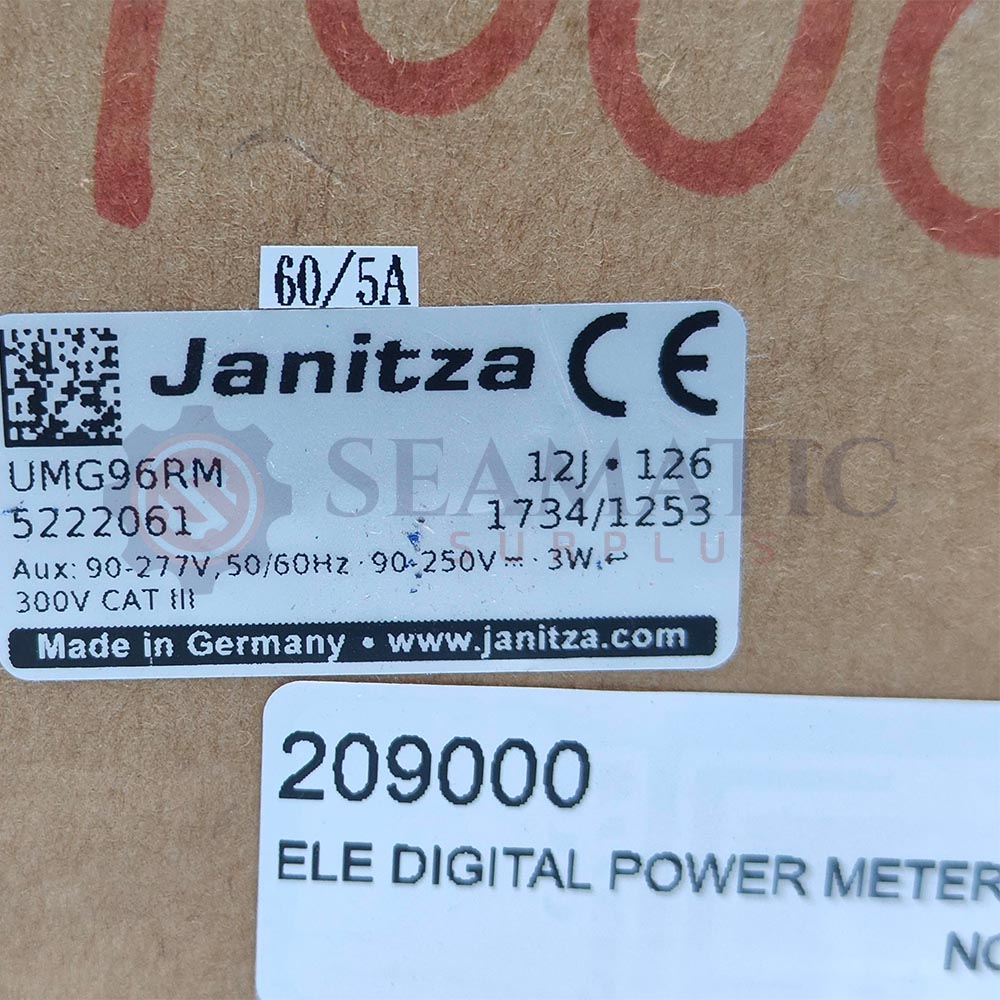 60/5A
Janitza CE
UMG96RM 12J • 126
5222061 1734/1253
Aux: 90-277V, 50/60Hz · 90-250V⎓ 3W ↩
300V CAT III
Made in Germany • www.janitza.com
SEAMATIC
SURPLUS
209000
ELE DIGITAL POWER METER